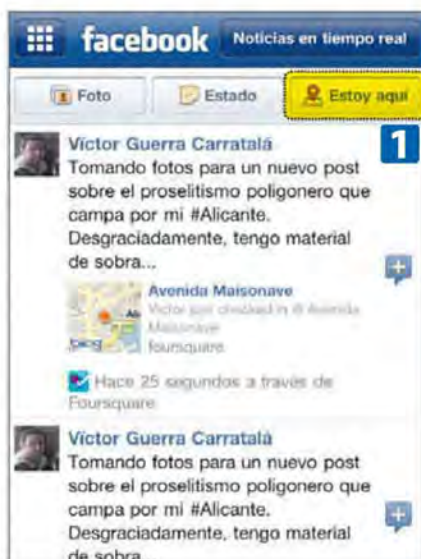 facebook Noticias en tiempo real
Foto Estado Estoy aquí
1
Víctor Guerra Carratalá
Tomando fotos para un nuevo post
sobre el proselitismo poligonero que
campa por mi #Alicante.
Desgraciadamente, tengo material
de sobra...
Avenida Maisonave
Victor just checked in @ Avenida
Maisonave
foursquare
Hace 25 segundos a través de
Foursquare
Víctor Guerra Carratalá
Tomando fotos para un nuevo post
sobre el proselitismo poligonero que
campa por mi #Alicante.
Desgraciadamente, tengo material
de sobra